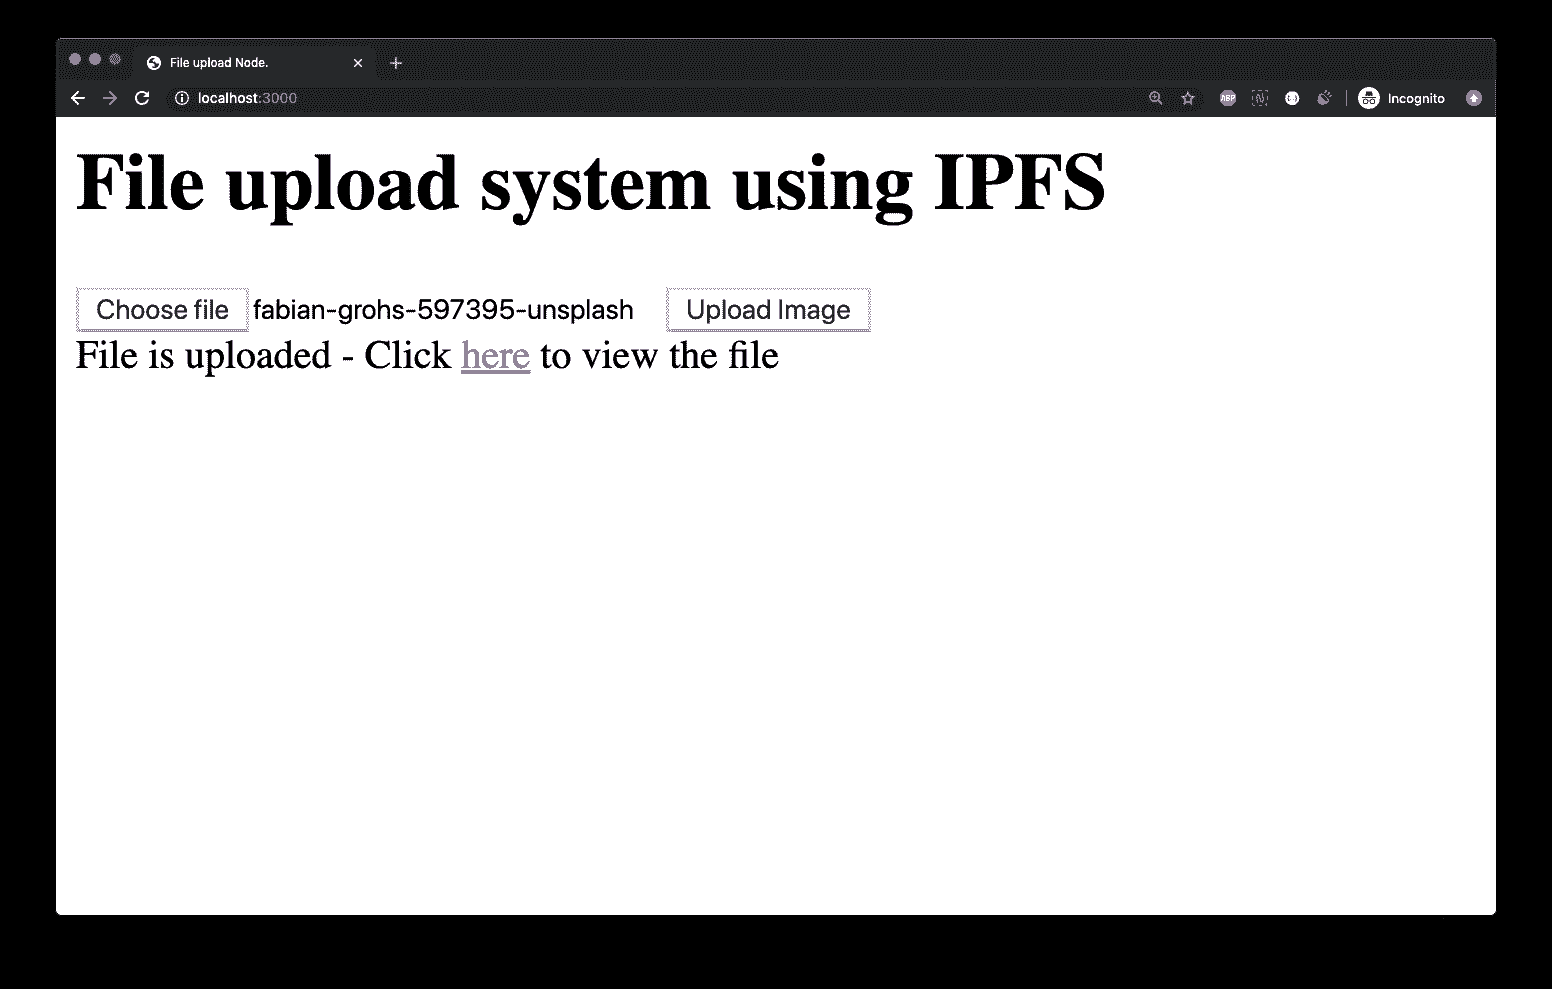 File upload Node.
localhost:3000
ABP
Incognito
File upload system using IPFS
Choose file fabian-grohs-597395-unsplash Upload Image
File is uploaded - Click here to view the file